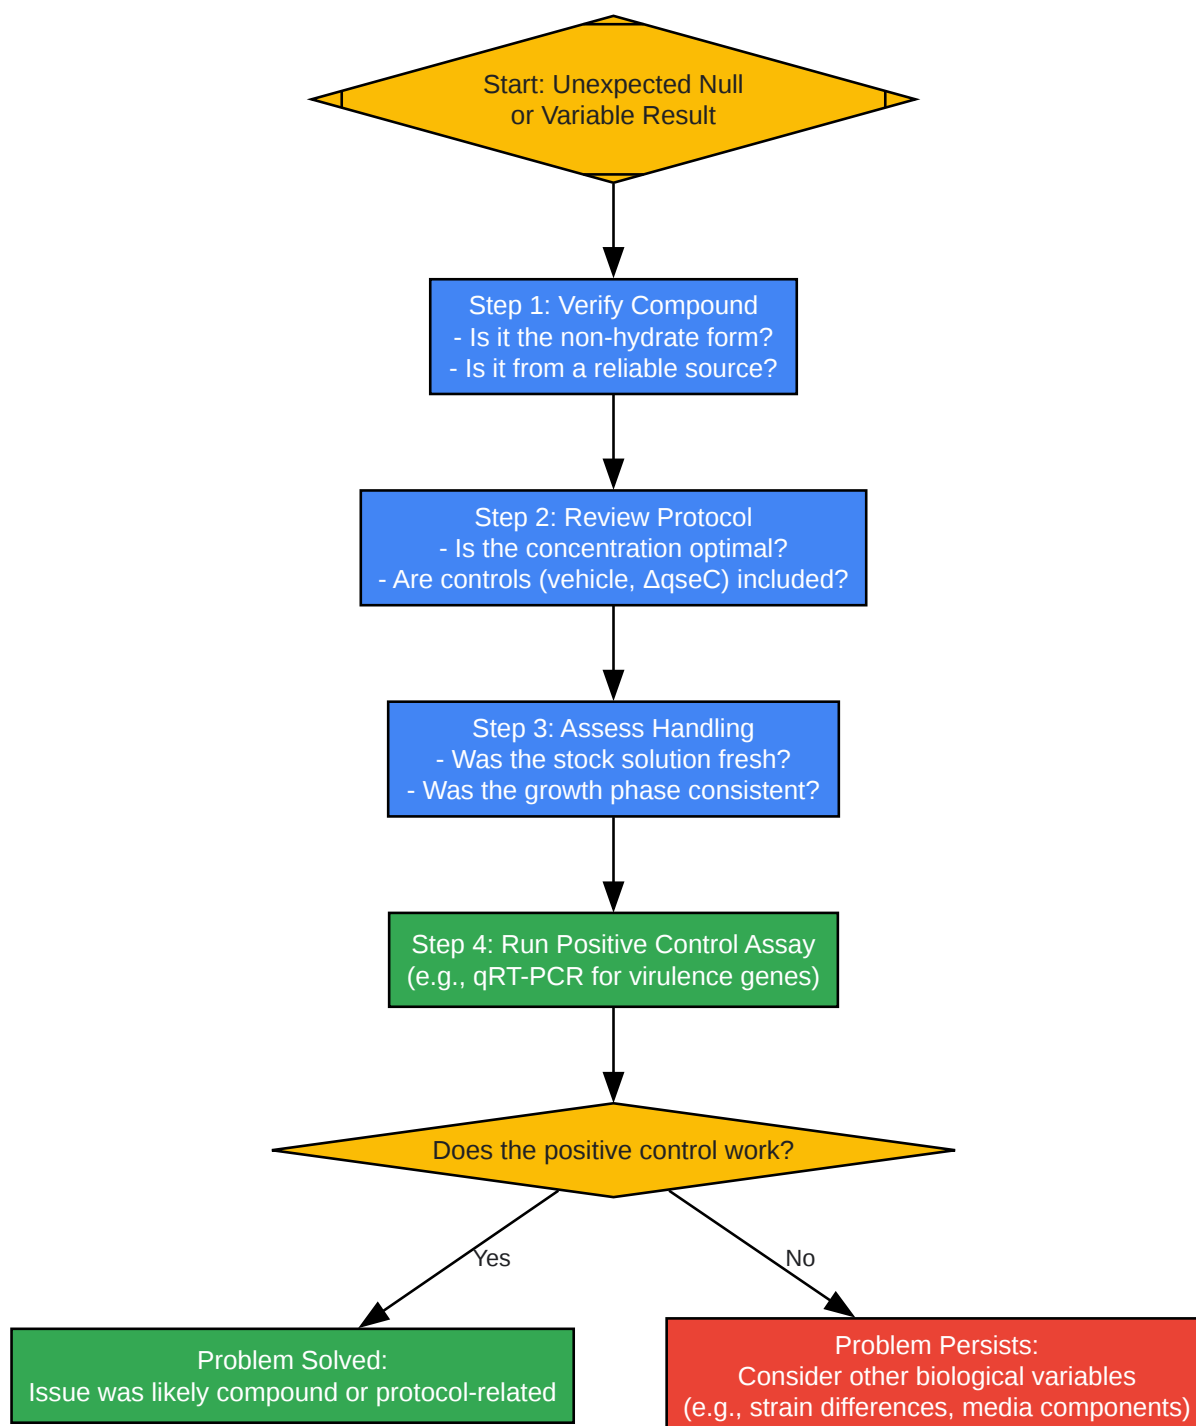 Start: Unexpected Null
or Variable Result
Step 1: Verify Compound
- Is it the non-hydrate form?
- Is it from a reliable source?
Step 2: Review Protocol
- Is the concentration optimal?
- Are controls (vehicle, ΔqseC) included?
Step 3: Assess Handling
- Was the stock solution fresh?
- Was the growth phase consistent?
Step 4: Run Positive Control Assay
(e.g., qRT-PCR for virulence genes)
Does the positive control work?
Yes
No
Problem Solved:
Issue was likely compound or protocol-related
Problem Persists:
Consider other biological variables
(e.g., strain differences, media components)